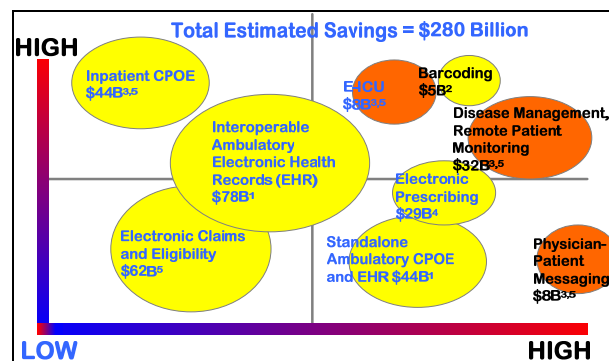 Total Estimated Savings = $280 Billion
HIGH
Inpatient CPOE
$44B³,⁵
E-ICU
$8B³,⁵
Barcoding
$5B²
Disease Management,
Remote Patient
Monitoring
$32B³,⁵
Interoperable
Ambulatory
Electronic Health
Records (EHR)
$78B¹
Electronic
Prescribing
$29B⁴
Electronic Claims
and Eligibility
$62B⁵
Standalone
Ambulatory CPOE
and EHR $44B¹
Physician-
Patient
Messaging
$8B³,⁵
LOW
HIGH